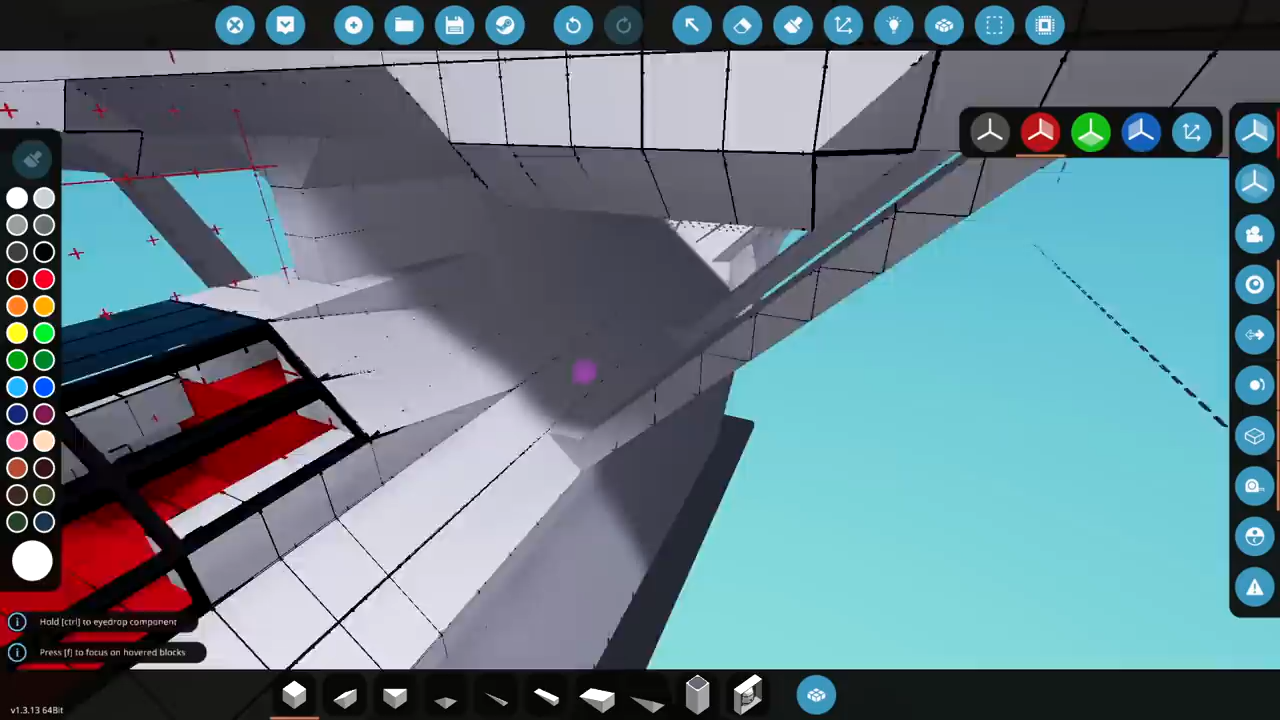 Hold [ctrl] to eyedrop component
Press [f] to focus on hovered blocks
v1.3.13 64Bit